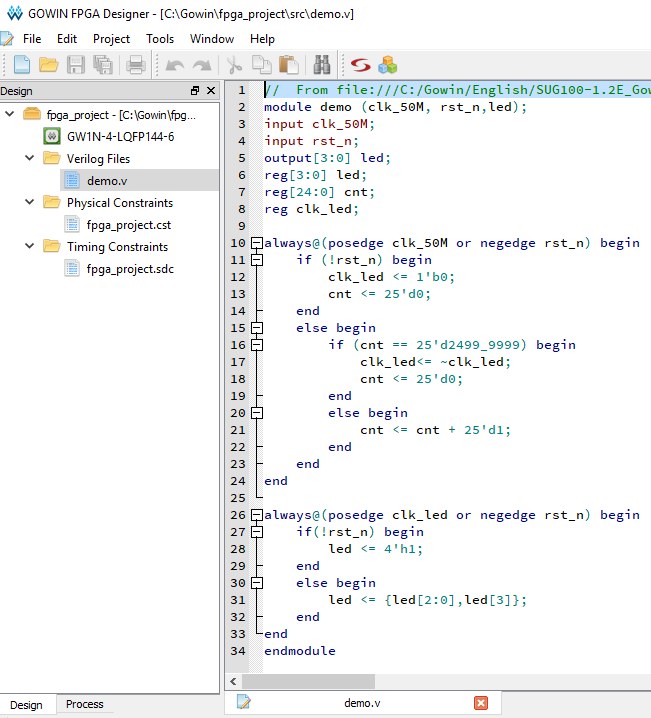 GOWIN FPGA Designer - [C:\Gowin\fpga_project\src\demo.v]
File Edit Project Tools Window Help
Design
fpga_project - [C:\Gowin\fpg...
GW1N-4-LQFP144-6
Verilog Files
demo.v
Physical Constraints
fpga_project.cst
Timing Constraints
fpga_project.sdc
Design Process
1 //  From file:///C:/Gowin/English/SUG100-1.2E_Gow
2 module demo (clk_50M, rst_n,led);
3 input clk_50M;
4 input rst_n;
5 output[3:0] led;
6 reg[3:0] led;
7 reg[24:0] cnt;
8 reg clk_led;
9
10 always@(posedge clk_50M or negedge rst_n) begin
11     if (!rst_n) begin
12         clk_led <= 1'b0;
13         cnt <= 25'd0;
14     end
15     else begin
16         if (cnt == 25'd2499_9999) begin
17             clk_led<= ~clk_led;
18             cnt <= 25'd0;
19         end
20         else begin
21             cnt <= cnt + 25'd1;
22         end
23     end
24 end
25
26 always@(posedge clk_led or negedge rst_n) begin
27     if(!rst_n) begin
28         led <= 4'h1;
29     end
30     else begin
31         led <= {led[2:0],led[3]};
32     end
33 end
34 endmodule
demo.v